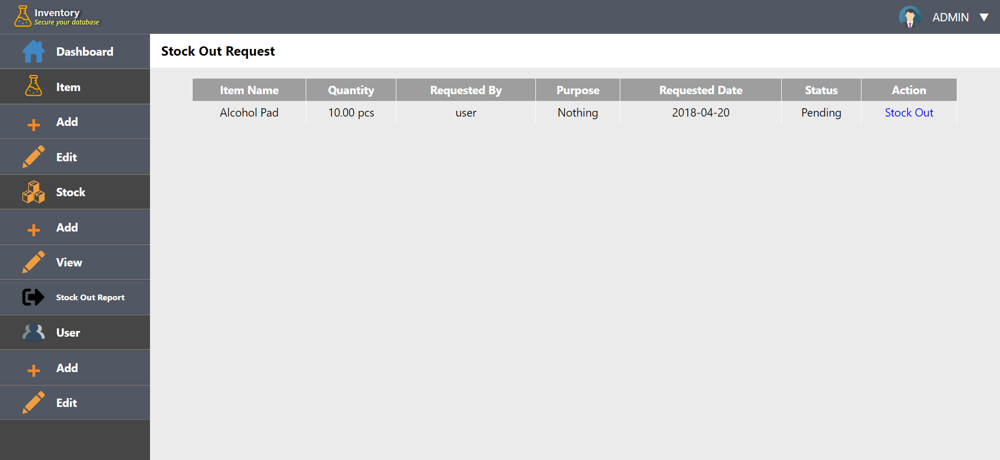 Inventory
Secure your database
ADMIN
Dashboard
Item
Add
Edit
Stock
Add
View
Stock Out Report
User
Add
Edit
Stock Out Request
Item Name Quantity Requested By Purpose Requested Date Status Action
Alcohol Pad 10.00 pcs user Nothing 2018-04-20 Pending Stock Out